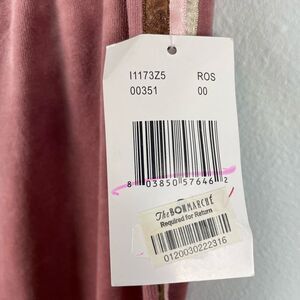 I1173Z5 ROS
00351 00
8 03850 57646 2
The BON MARCHÉ
Required for Return
0120030222316